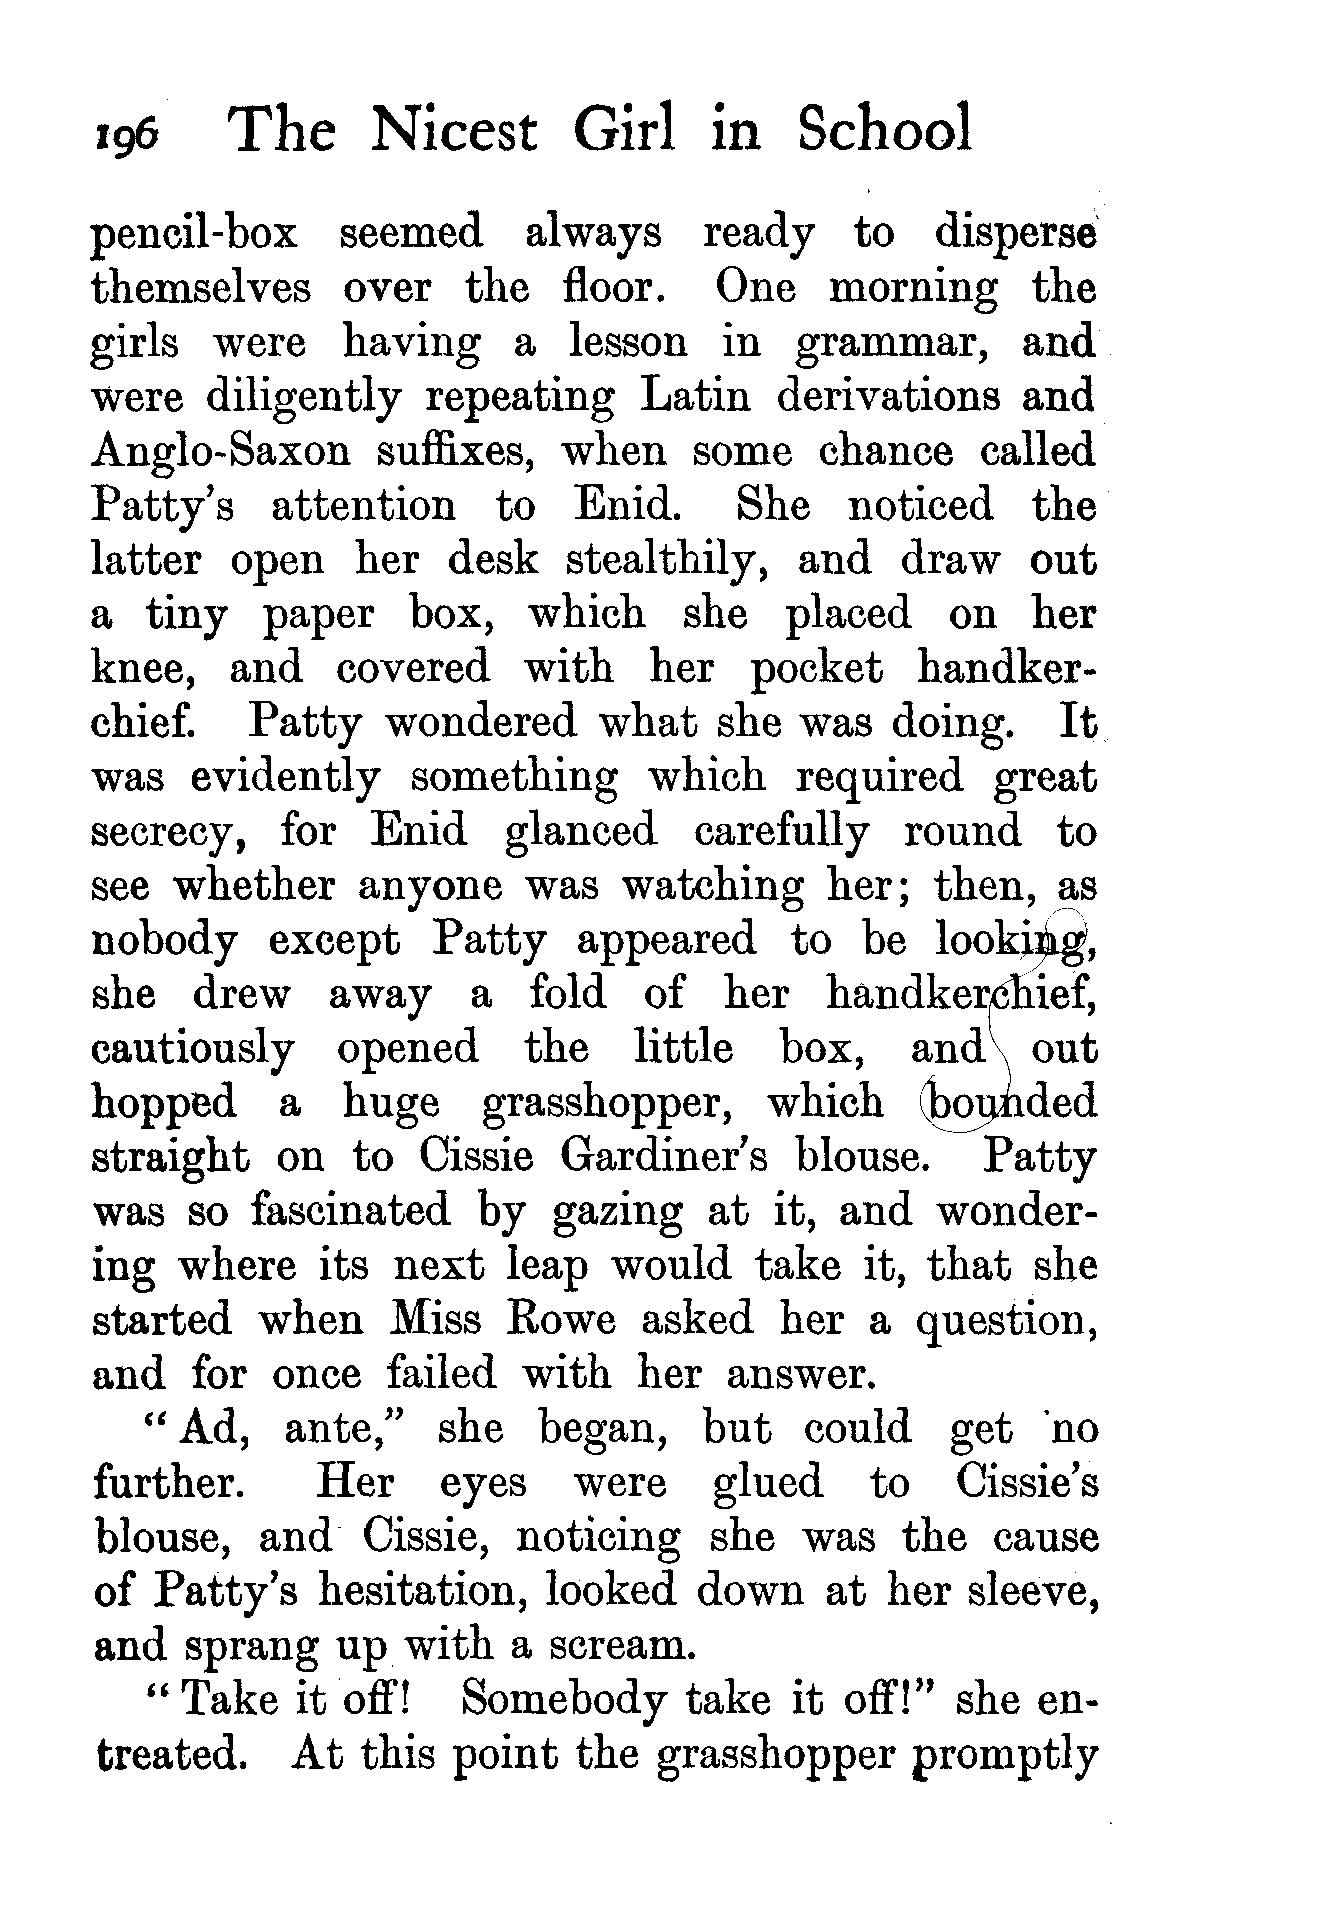 196 The Nicest Girl in School
pencil-box seemed always ready to disperse
themselves over the floor. One morning the
girls were having a lesson in grammar, and
were diligently repeating Latin derivations and
Anglo-Saxon suffixes, when some chance called
Patty's attention to Enid. She noticed the
latter open her desk stealthily, and draw out
a tiny paper box, which she placed on her
knee, and covered with her pocket handker-
chief. Patty wondered what she was doing. It
was evidently something which required great
secrecy, for Enid glanced carefully round to
see whether anyone was watching her; then, as
nobody except Patty appeared to be looking,
she drew away a fold of her handkerchief,
cautiously opened the little box, and out
hopped a huge grasshopper, which bounded
straight on to Cissie Gardiner's blouse. Patty
was so fascinated by gazing at it, and wonder-
ing where its next leap would take it, that she
started when Miss Rowe asked her a question,
and for once failed with her answer.
"Ad, ante," she began, but could get no
further. Her eyes were glued to Cissie's
blouse, and Cissie, noticing she was the cause
of Patty's hesitation, looked down at her sleeve,
and sprang up with a scream.
"Take it off! Somebody take it off!" she en-
treated. At this point the grasshopper promptly